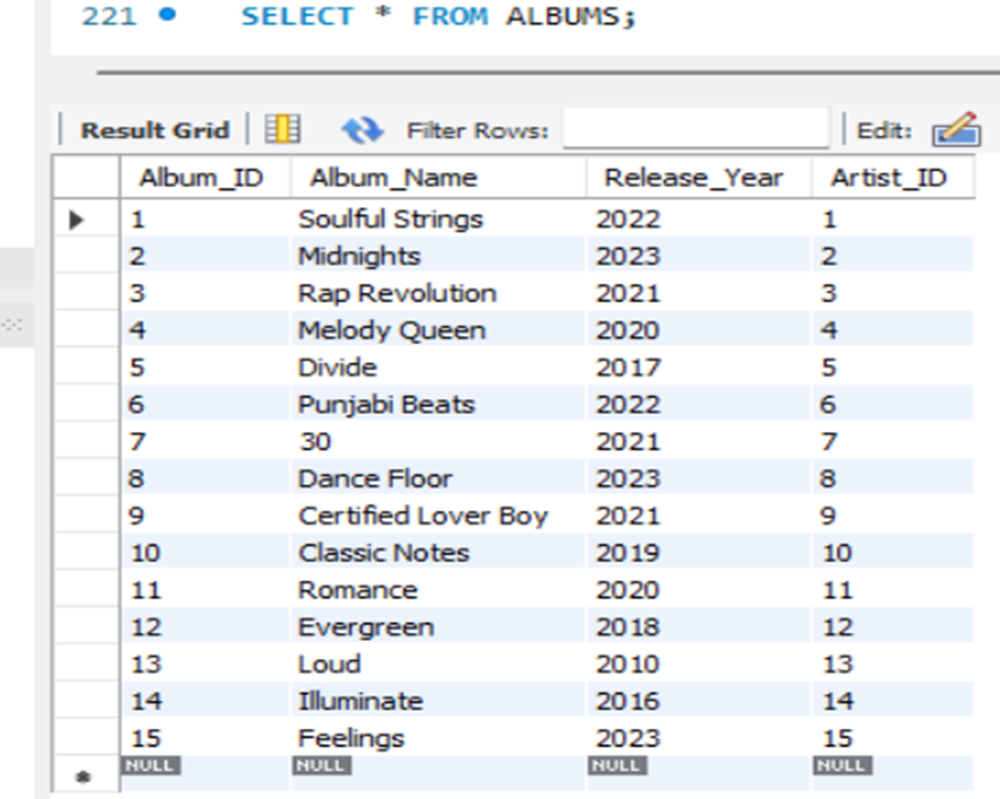 221 SELECT * FROM ALBUMS;
Result Grid Filter Rows: Edit:
Album_ID Album_Name Release_Year Artist_ID
1 Soulful Strings 2022 1
2 Midnights 2023 2
3 Rap Revolution 2021 3
4 Melody Queen 2020 4
5 Divide 2017 5
6 Punjabi Beats 2022 6
7 30 2021 7
8 Dance Floor 2023 8
9 Certified Lover Boy 2021 9
10 Classic Notes 2019 10
11 Romance 2020 11
12 Evergreen 2018 12
13 Loud 2010 13
14 Illuminate 2016 14
15 Feelings 2023 15
NULL NULL NULL NULL